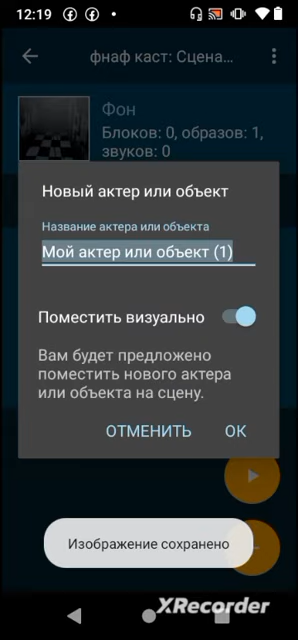 12:19
фнаф каст: Сцена...
Фон
Блоков: 0, образов: 1,
звуков: 0
Новый актер или объект
Название актера или объекта
Мой актер или объект (1)
Поместить визуально
Вам будет предложено
поместить нового актера
или объекта на сцену.
ОТМЕНИТЬ ОК
Изображение сохранено
XRecorder